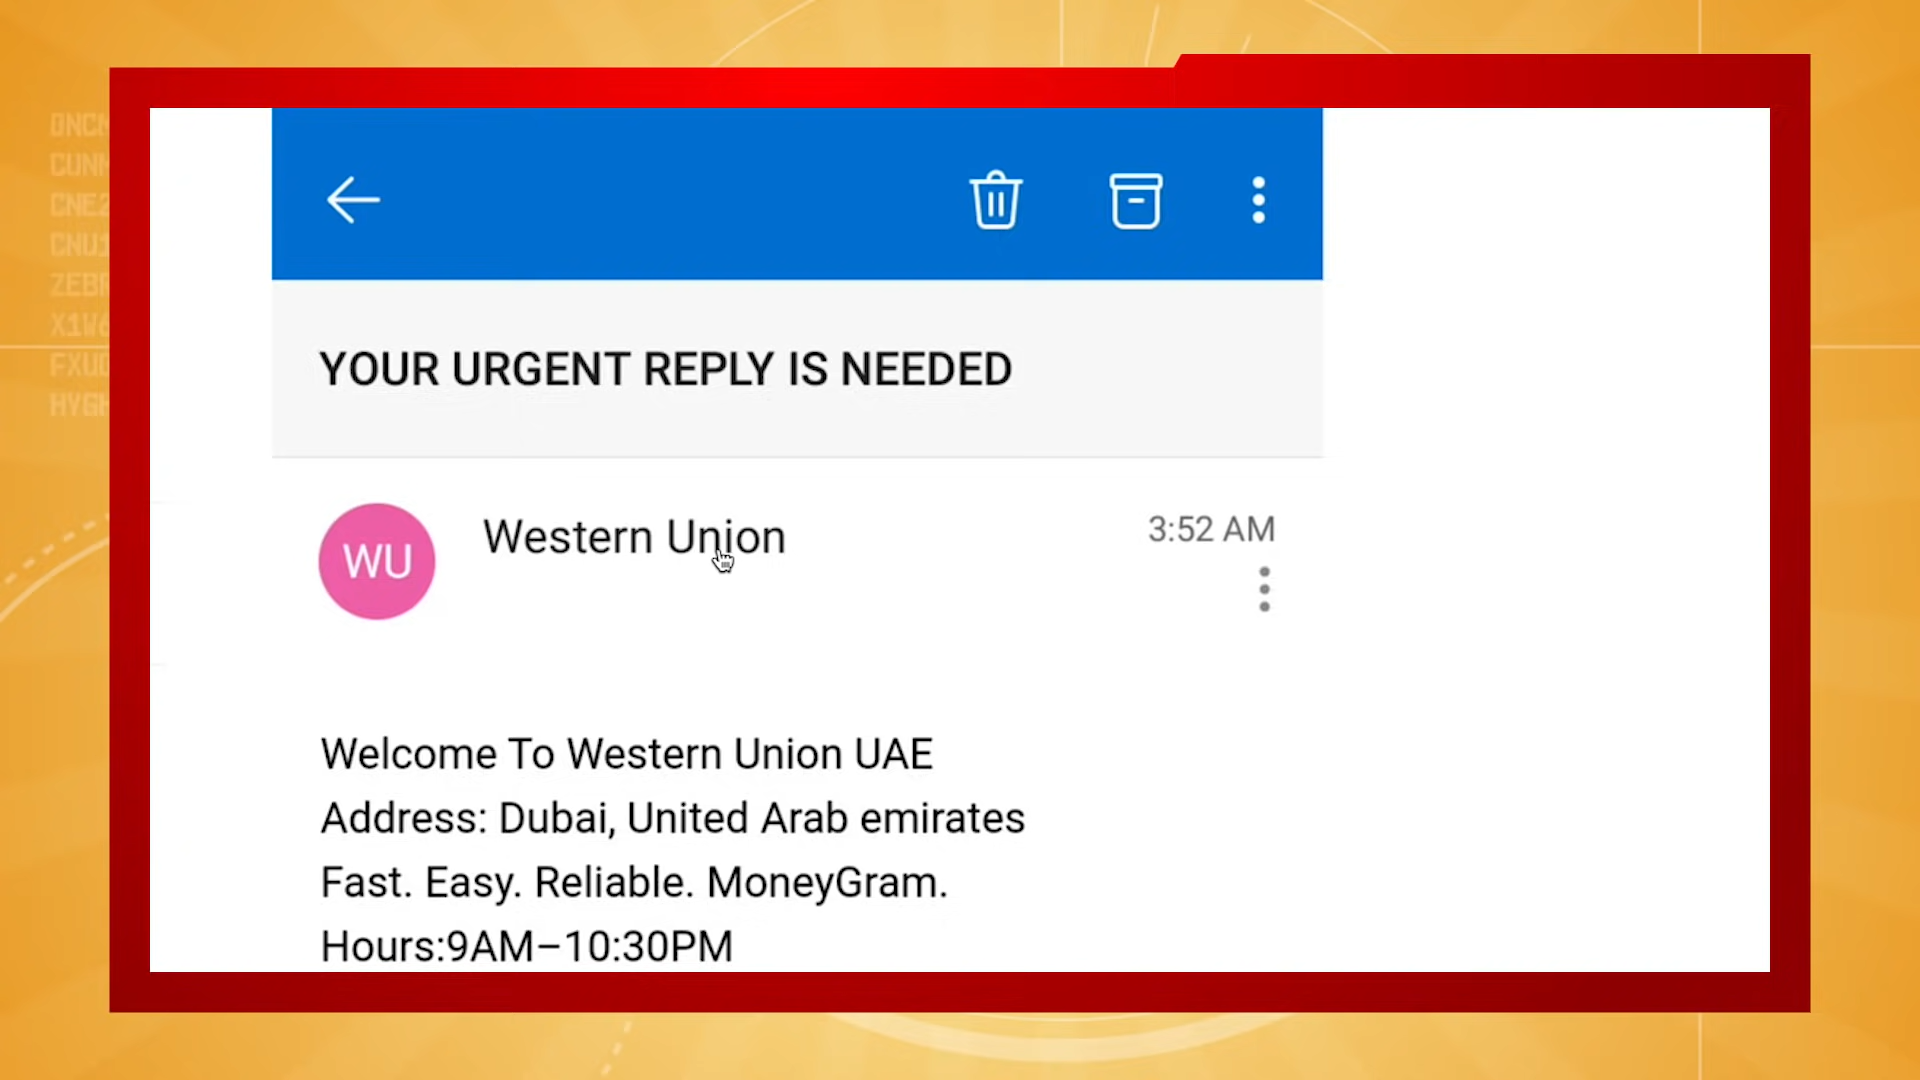 YOUR URGENT REPLY IS NEEDED
WU
Western Union
3:52 AM
Welcome To Western Union UAE
Address: Dubai, United Arab emirates
Fast. Easy. Reliable. MoneyGram.
Hours:9AM–10:30PM